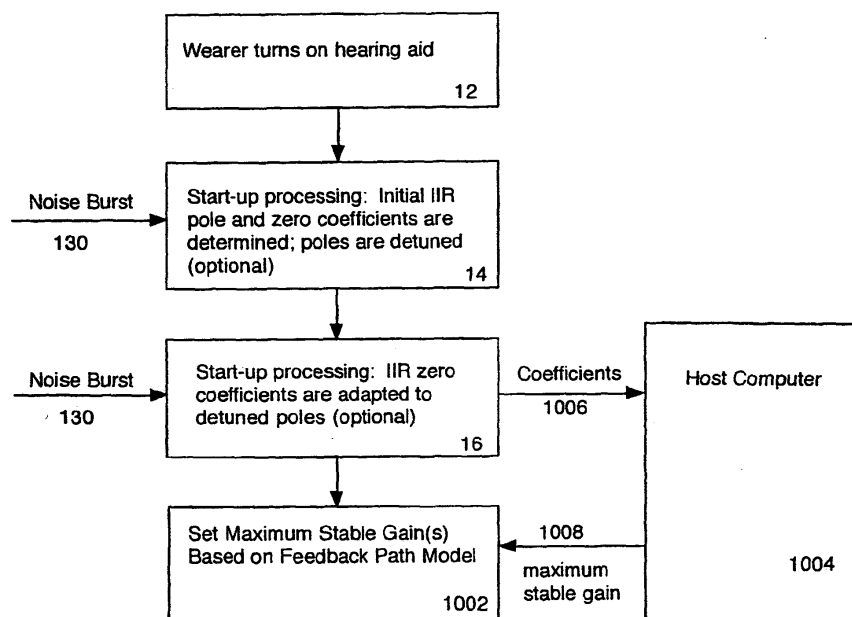 Wearer turns on hearing aid
12
Noise Burst
130
Start-up processing: Initial IIR
pole and zero coefficients are
determined; poles are detuned
(optional)
14
Noise Burst
130
Start-up processing: IIR zero
coefficients are adapted to
detuned poles (optional)
16
Coefficients
1006
Host Computer
1004
Set Maximum Stable Gain(s)
Based on Feedback Path Model
1002
1008
maximum
stable gain